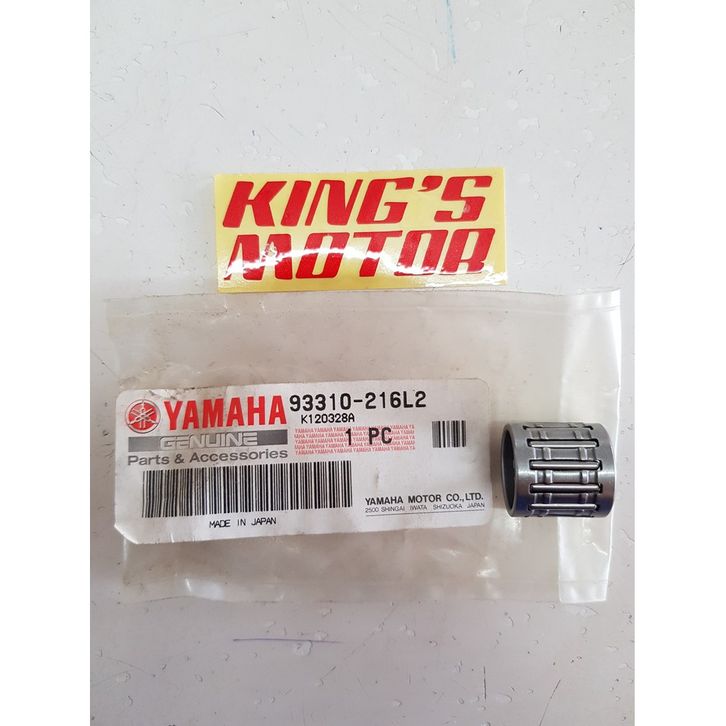 KING'S
MOTOR
YAMAHA 93310-216L2
K120328A
GENUINE
1 PC
Parts & Accessories
YAMAHA MOTOR CO., LTD.
2500 SHINGAI IWATA SHIZUOKA JAPAN
MADE IN JAPAN